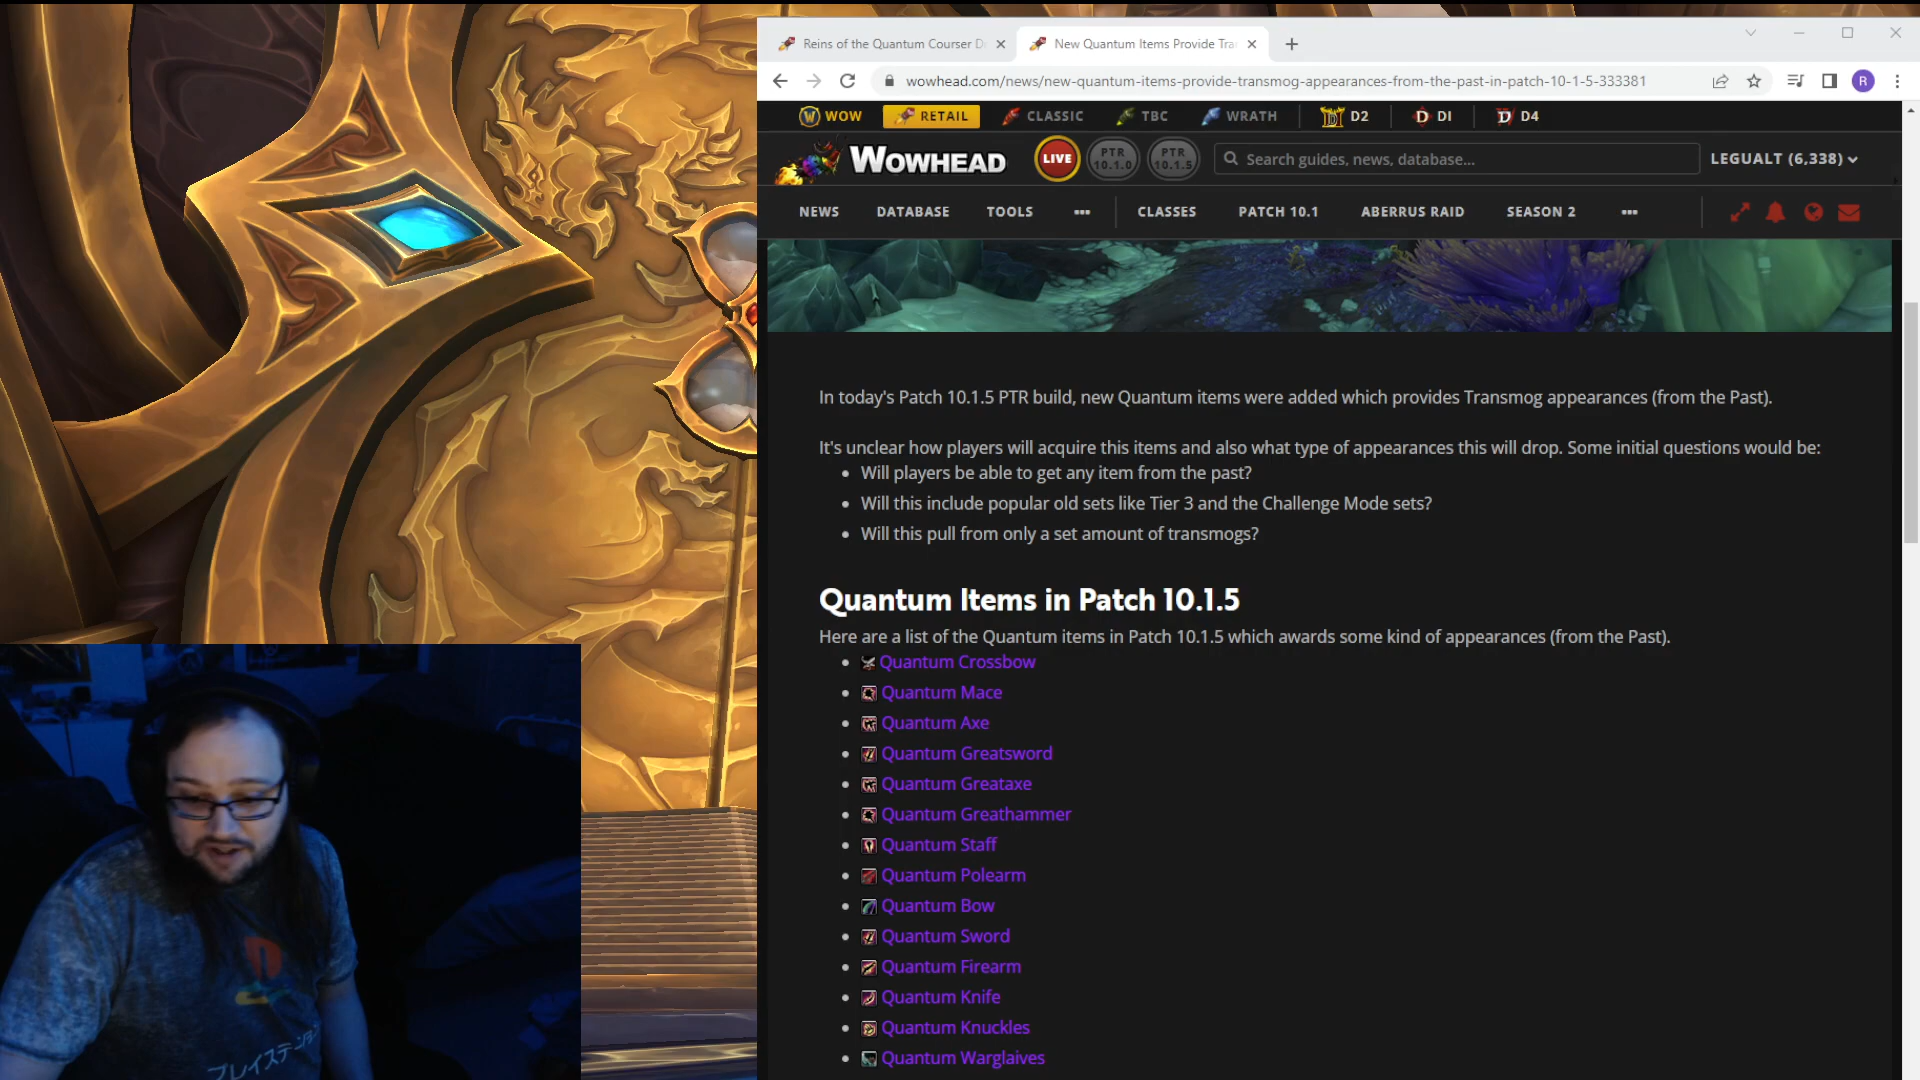 Reins of the Quantum Courser D
New Quantum Items Provide Tra
wowhead.com/news/new-quantum-items-provide-transmog-appearances-from-the-past-in-patch-10-1-5-333381
R
WOW RETAIL CLASSIC TBC WRATH D2 DI D4
WOWHEAD LIVE PTR 10.1.0 PTR 10.1.5 Search guides, news, database... LEGUALT (6,338)
NEWS DATABASE TOOLS ••• CLASSES PATCH 10.1 ABERRUS RAID SEASON 2 •••
In today's Patch 10.1.5 PTR build, new Quantum items were added which provides Transmog appearances (from the Past).
It's unclear how players will acquire this items and also what type of appearances this will drop. Some initial questions would be:
• Will players be able to get any item from the past?
• Will this include popular old sets like Tier 3 and the Challenge Mode sets?
• Will this pull from only a set amount of transmogs?
Quantum Items in Patch 10.1.5
Here are a list of the Quantum items in Patch 10.1.5 which awards some kind of appearances (from the Past).
• Quantum Crossbow
• Quantum Mace
• Quantum Axe
• Quantum Greatsword
• Quantum Greataxe
• Quantum Greathammer
• Quantum Staff
• Quantum Polearm
• Quantum Bow
• Quantum Sword
• Quantum Firearm
• Quantum Knife
• Quantum Knuckles
• Quantum Warglaives
プレイステーション